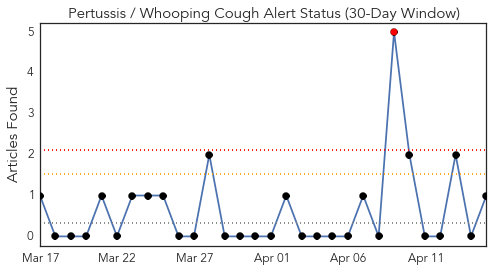 Pertussis / Whooping Cough Alert Status (30-Day Window)
Articles Found
5
4
3
2
1
0
Mar 17 Mar 22 Mar 27 Apr 01 Apr 06 Apr 11